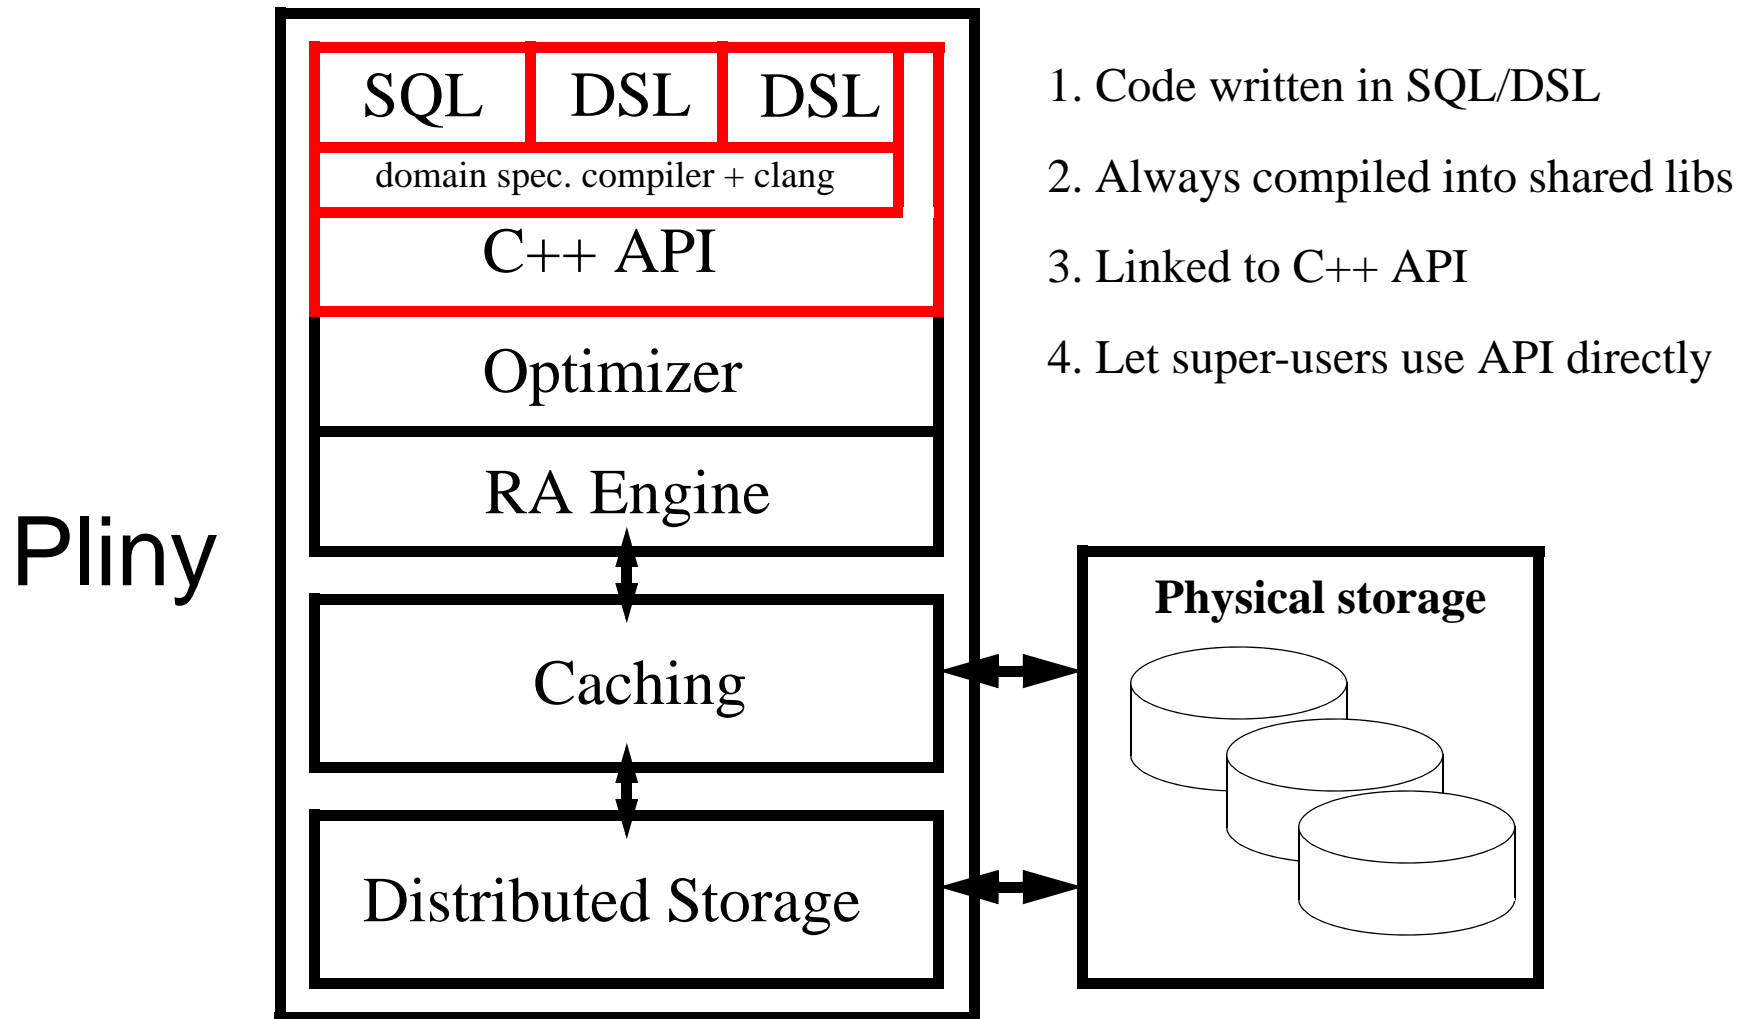 SQL DSL DSL
domain spec. compiler + clang
C++ API
Optimizer
RA Engine
Pliny
Caching
Distributed Storage
1. Code written in SQL/DSL
2. Always compiled into shared libs
3. Linked to C++ API
4. Let super-users use API directly
Physical storage